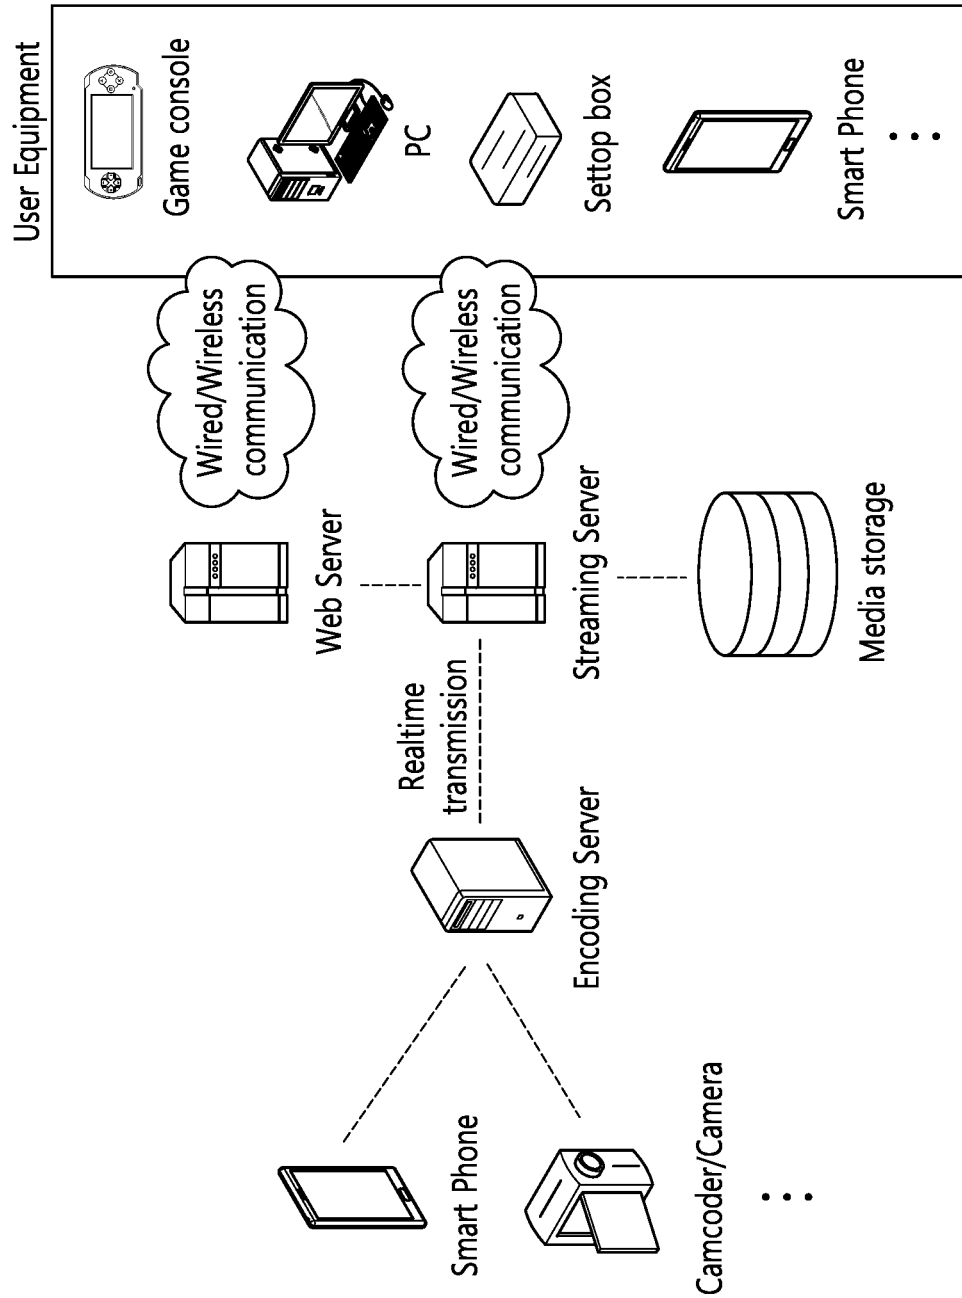 User Equipment
Game console
PC
Settop box
Smart Phone
Wired/Wireless
communication
Wired/Wireless
communication
Web Server
Streaming Server
Media storage
Realtime
transmission
Encoding Server
Smart Phone
Camcoder/Camera